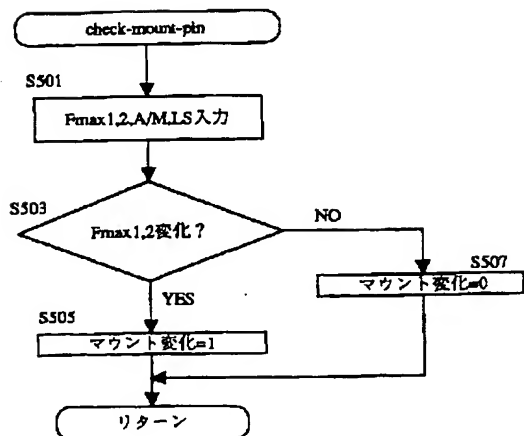 check-mount-pin
S501
Fmax1,2,A/M,LS入力
S503
Fmax1,2変化？
NO
S507
マウント変化=0
YES
S505
マウント変化=1
リターン